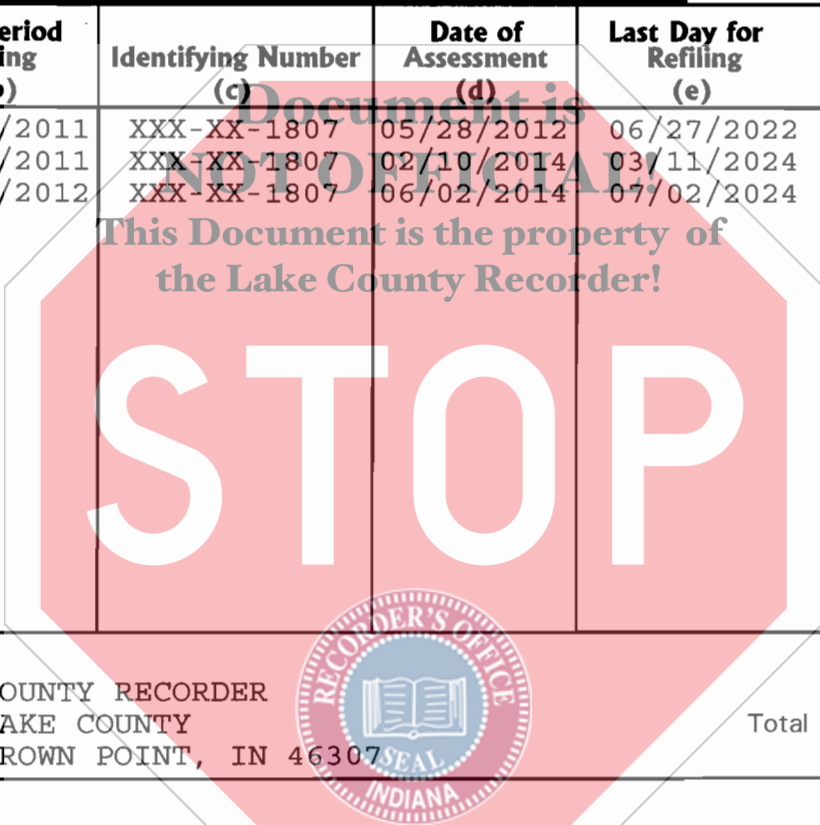 eriod Date of Last Day for
ing Identifying Number Assessment Refiling
) (c) (d) (e)
Document is
/2011 XXX-XX-1807 05/28/2012 06/27/2022
/2011 XXX-XX-1807 02/10/2014 03/11/2024
NOT OFFICIAL!
/2012 XXX-XX-1807 06/02/2014 07/02/2024
This Document is the property of
the Lake County Recorder!
STOP
OUNTY RECORDER
AKE COUNTY Total
ROWN POINT, IN 46307
RECORDER'S OFFICE
SEAL
INDIANA